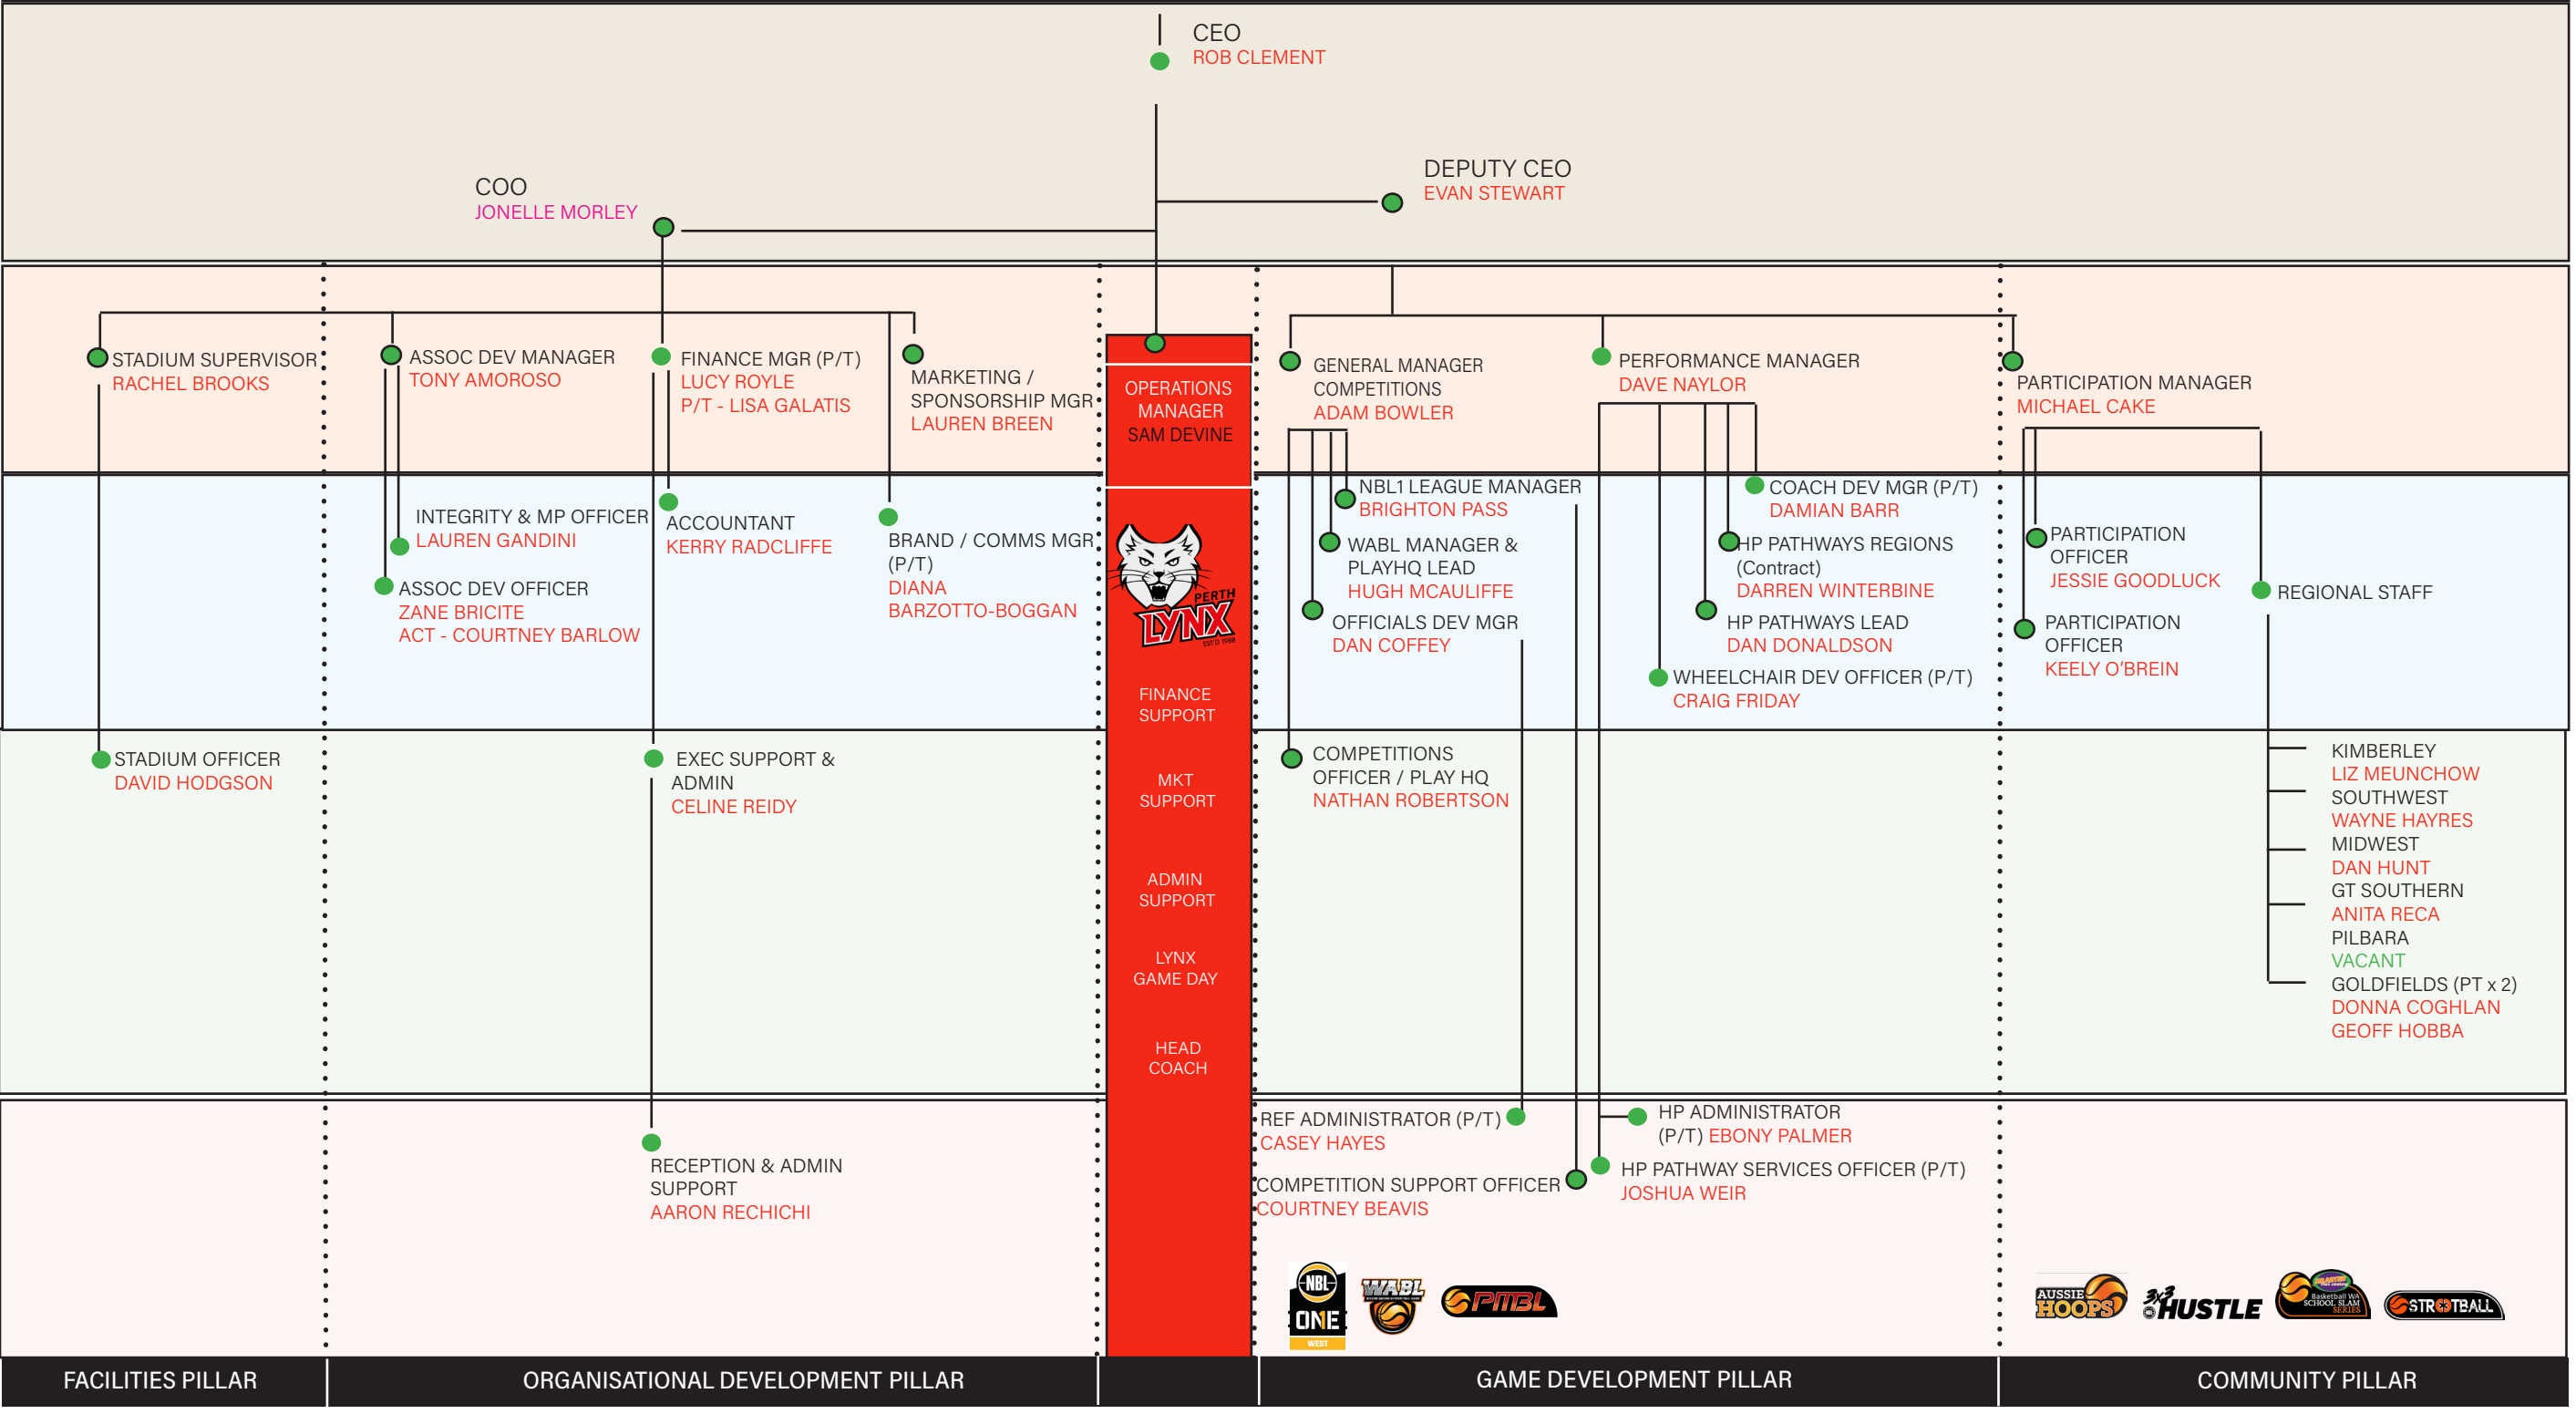 CEO
ROB CLEMENT
DEPUTY CEO
EVAN STEWART
COO
JONELLE MORLEY
STADIUM SUPERVISOR
RACHEL BROOKS
ASSOC DEV MANAGER
TONY AMOROSO
FINANCE MGR (P/T)
LUCY ROYLE
P/T - LISA GALATIS
MARKETING /
SPONSORSHIP MGR
LAUREN BREEN
OPERATIONS
MANAGER
SAM DEVINE
GENERAL MANAGER
COMPETITIONS
ADAM BOWLER
PERFORMANCE MANAGER
DAVE NAYLOR
PARTICIPATION MANAGER
MICHAEL CAKE
INTEGRITY & MP OFFICER
LAUREN GANDINI
ASSOC DEV OFFICER
ZANE BRICITE
ACT - COURTNEY BARLOW
ACCOUNTANT
KERRY RADCLIFFE
BRAND / COMMS MGR
(P/T)
DIANA
BARZOTTO-BOGGAN
PERTH
LYNX
EST'D 1988
NBL1 LEAGUE MANAGER
BRIGHTON PASS
WABL MANAGER &
PLAYHQ LEAD
HUGH MCAULIFFE
OFFICIALS DEV MGR
DAN COFFEY
COACH DEV MGR (P/T)
DAMIAN BARR
HP PATHWAYS REGIONS
(Contract)
DARREN WINTERBINE
HP PATHWAYS LEAD
DAN DONALDSON
WHEELCHAIR DEV OFFICER (P/T)
CRAIG FRIDAY
PARTICIPATION
OFFICER
JESSIE GOODLUCK
PARTICIPATION
OFFICER
KEELY O'BREIN
REGIONAL STAFF
STADIUM OFFICER
DAVID HODGSON
EXEC SUPPORT &
ADMIN
CELINE REIDY
FINANCE
SUPPORT
MKT
SUPPORT
ADMIN
SUPPORT
LYNX
GAME DAY
HEAD
COACH
COMPETITIONS
OFFICER / PLAY HQ
NATHAN ROBERTSON
KIMBERLEY
LIZ MEUNCHOW
SOUTHWEST
WAYNE HAYRES
MIDWEST
DAN HUNT
GT SOUTHERN
ANITA RECA
PILBARA
VACANT
GOLDFIELDS (PT x 2)
DONNA COGHLAN
GEOFF HOBBA
RECEPTION & ADMIN
SUPPORT
AARON RECHICHI
REF ADMINISTRATOR (P/T)
CASEY HAYES
COMPETITION SUPPORT OFFICER
COURTNEY BEAVIS
HP ADMINISTRATOR
(P/T) EBONY PALMER
HP PATHWAY SERVICES OFFICER (P/T)
JOSHUA WEIR
NBL
ONE
WEST
WABL
PMBL
AUSSIE
HOOPS
3x3
HUSTLE
Basketball WA
SCHOOL SLAM
SERIES
STREETBALL
FACILITIES PILLAR
ORGANISATIONAL DEVELOPMENT PILLAR
GAME DEVELOPMENT PILLAR
COMMUNITY PILLAR